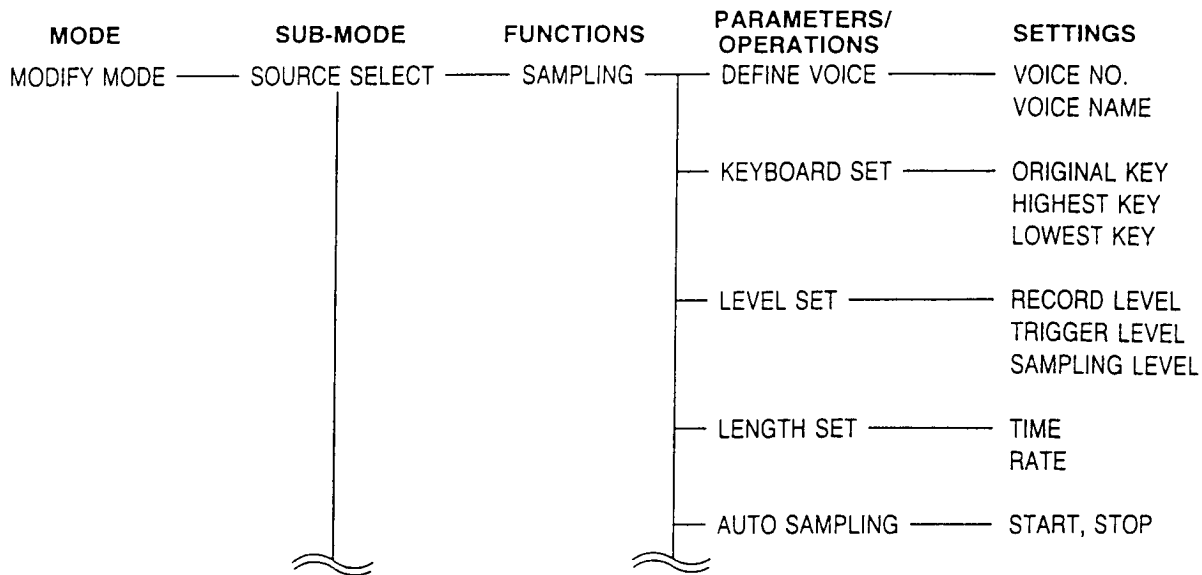 MODE SUB-MODE FUNCTIONS PARAMETERS/ OPERATIONS SETTINGS
MODIFY MODE SOURCE SELECT SAMPLING DEFINE VOICE VOICE NO.
VOICE NAME
KEYBOARD SET ORIGINAL KEY
HIGHEST KEY
LOWEST KEY
LEVEL SET RECORD LEVEL
TRIGGER LEVEL
SAMPLING LEVEL
LENGTH SET TIME
RATE
AUTO SAMPLING START, STOP